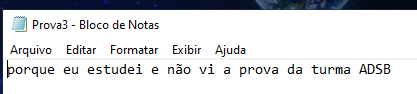 Prova3 - Bloco de Notas
Arquivo Editar Formatar Exibir Ajuda
porque eu estudei e não vi a prova da turma ADSB